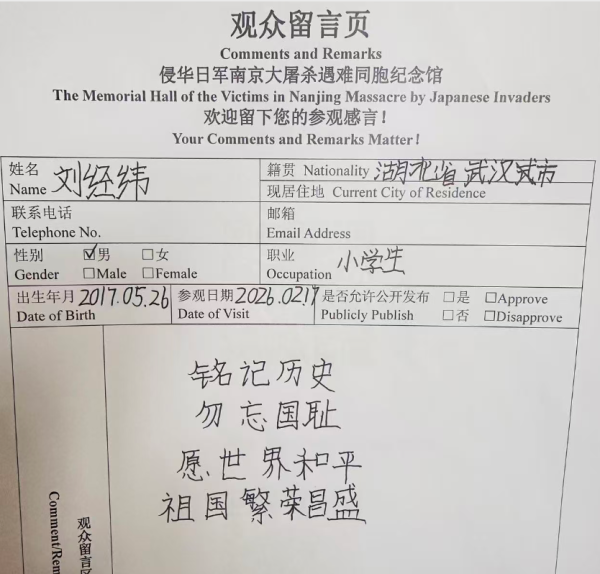 观众留言页
Comments and Remarks
侵华日军南京大屠杀遇难同胞纪念馆
The Memorial Hall of the Victims in Nanjing Massacre by Japanese Invaders
欢迎留下您的参观感言！
Your Comments and Remarks Matter!
姓名 Name 刘经纬
籍贯 Nationality 湖北省武汉市
现居住地 Current City of Residence
联系电话 Telephone No.
邮箱 Email Address
性别 Gender ☑男 □女
□Male □Female
职业 Occupation 小学生
出生年月 Date of Birth 2017.05.26
参观日期 Date of Visit 2026.02.17
是否允许公开发布 □是 □Approve
Publicly Publish □否 □Disapprove
铭记历史
勿忘国耻
愿世界和平
祖国繁荣昌盛
观众留言区
Comment/Rem